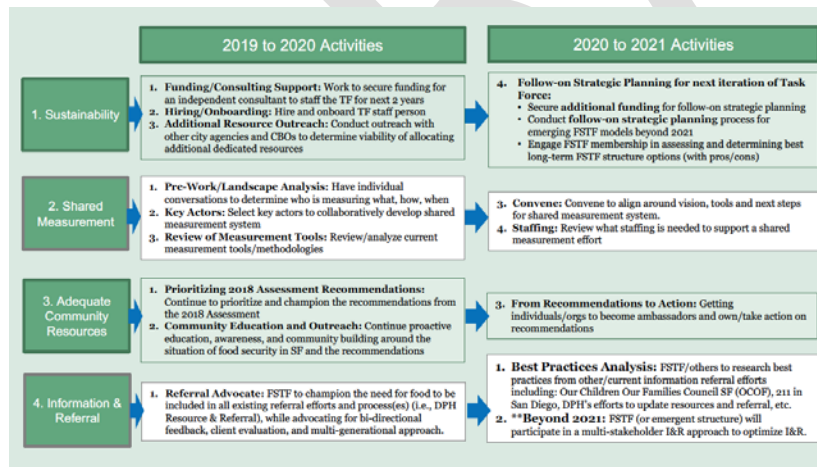 2019 to 2020 Activities
2020 to 2021 Activities
1. Sustainability
1. Funding/Consulting Support: Work to secure funding for
an independent consultant to staff the TF for next 2 years
2. Hiring/Onboarding: Hire and onboard TF staff person
3. Additional Resource Outreach: Conduct outreach with
other city agencies and CBOs to determine viability of allocating
additional dedicated resources
4. Follow-on Strategic Planning for next iteration of Task
Force:
• Secure additional funding for follow-on strategic planning
• Conduct follow-on strategic planning process for
emerging FSTF models beyond 2021
• Engage FSTF membership in assessing and determining best
long-term FSTF structure options (with pros/cons)
2. Shared
Measurement
1. Pre-Work/Landscape Analysis: Have individual
conversations to determine who is measuring what, how, when
2. Key Actors: Select key actors to collaboratively develop shared
measurement system
3. Review of Measurement Tools: Review/analyze current
measurement tools/methodologies
3. Convene: Convene to align around vision, tools and next steps
for shared measurement system.
4. Staffing: Review what staffing is needed to support a shared
measurement effort
3. Adequate
Community
Resources
1. Prioritizing 2018 Assessment Recommendations:
Continue to prioritize and champion the recommendations from
the 2018 Assessment
2. Community Education and Outreach: Continue proactive
education, awareness, and community building around the
situation of food security in SF and the recommendations
3. From Recommendations to Action: Getting
individuals/orgs to become ambassadors and own/take action on
recommendations
4. Information &
Referral
1. Referral Advocate: FSTF to champion the need for food to be
included in all existing referral efforts and process(es) (i.e., DPH
Resource & Referral), while advocating for bi-directional
feedback, client evaluation, and multi-generational approach.
1. Best Practices Analysis: FSTF/others to research best
practices from other/current information referral efforts
including: Our Children Our Families Council SF (OCOF), 211 in
San Diego, DPH's efforts to update resources and referral, etc.
2. **Beyond 2021: FSTF (or emergent structure) will
participate in a multi-stakeholder I&R approach to optimize I&R.